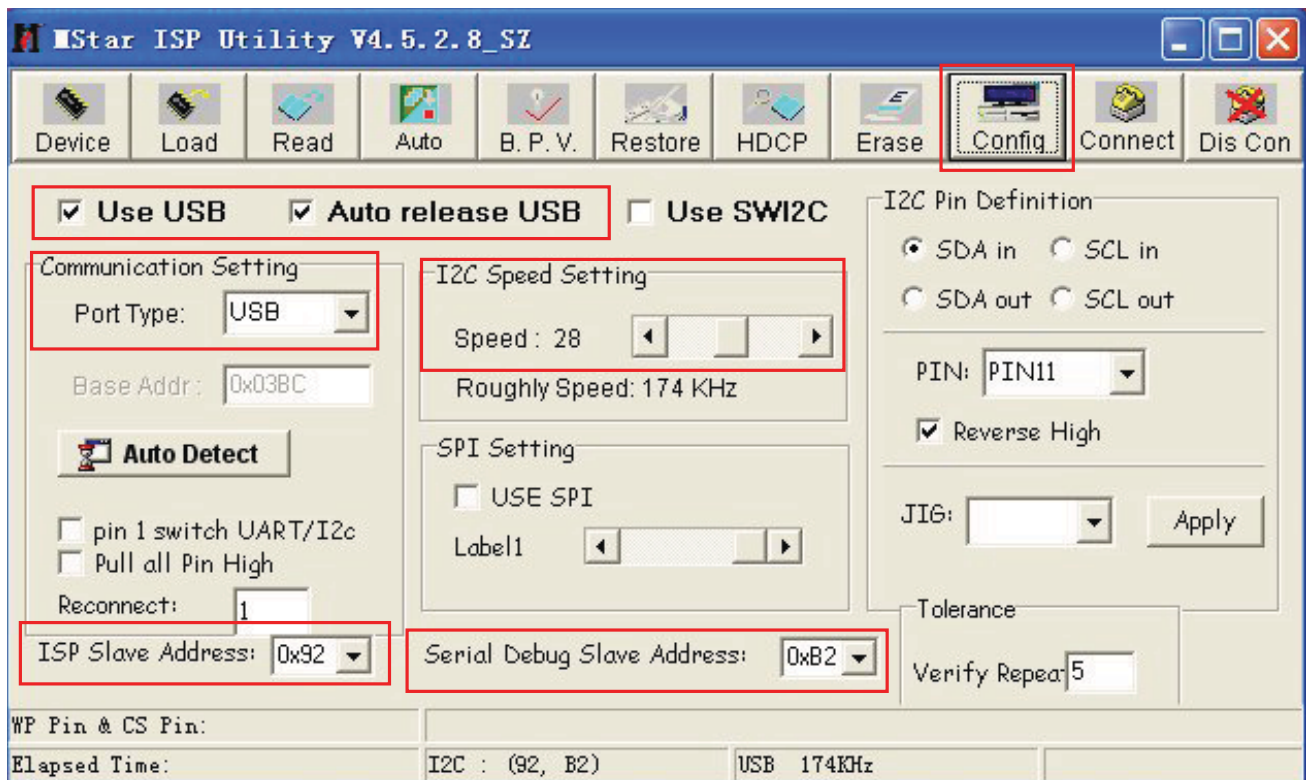 MStar ISP Utility V4.5.2.8_SZ
Device Load Read Auto B.P.V. Restore HDCP Erase Config Connect Dis Con
Use USB Auto release USB Use SWI2C
Communication Setting
Port Type: USB
Base Addr: 0x03BC
Auto Detect
pin 1 switch UART/I2c
Pull all Pin High
Reconnect: 1
ISP Slave Address: 0x92
I2C Speed Setting
Speed : 28
Roughly Speed: 174 KHz
SPI Setting
USE SPI
Label1
Serial Debug Slave Address: 0xB2
I2C Pin Definition
SDA in SCL in
SDA out SCL out
PIN: PIN11
Reverse High
JIG: Apply
Tolerance
Verify Repea 5
WP Pin & CS Pin:
Elapsed Time: I2C : (92, B2) USB 174KHz